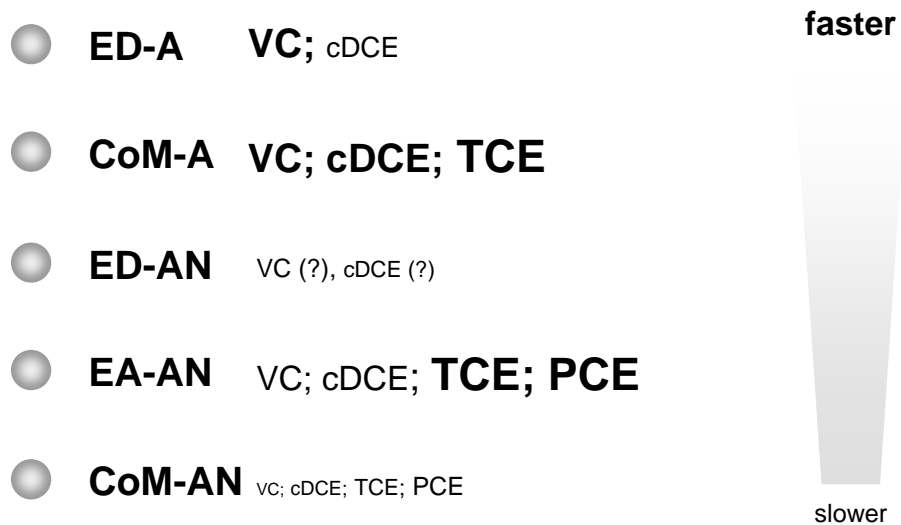 faster
ED-A VC; cDCE
CoM-A VC; cDCE; TCE
ED-AN VC (?), cDCE (?)
EA-AN VC; cDCE; TCE; PCE
CoM-AN VC; cDCE; TCE; PCE
slower